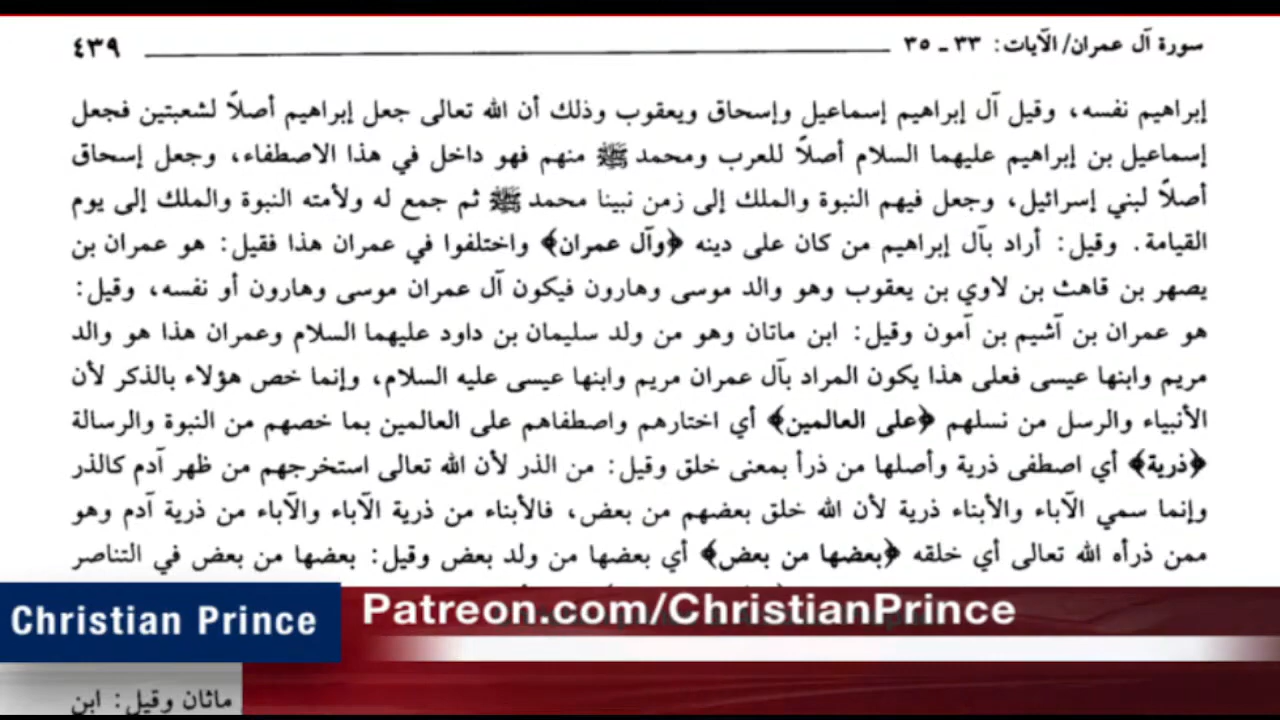 سورة آل عمران/ الآيات: ٣٣ ـ ٣٥ ٤٣٩
إبراهيم نفسه، وقيل آل إبراهيم إسماعيل وإسحاق ويعقوب وذلك أن الله تعالى جعل إبراهيم أصلاً لشعبتين فجعل
إسماعيل بن إبراهيم عليهما السلام أصلاً للعرب ومحمد ﷺ منهم فهو داخل في هذا الاصطفاء، وجعل إسحاق
أصلاً لبني إسرائيل، وجعل فيهم النبوة والملك إلى زمن نبينا محمد ﷺ ثم جمع له ولأمته النبوة والملك إلى يوم
القيامة. وقيل: أراد بآل إبراهيم من كان على دينه ﴿وآل عمران﴾ واختلفوا في عمران هذا فقيل: هو عمران بن
يصهر بن قاهث بن لاوي بن يعقوب وهو والد موسى وهارون فيكون آل عمران موسى وهارون أو نفسه، وقيل:
هو عمران بن آشيم بن آمون وقيل: ابن ماتان وهو من ولد سليمان بن داود عليهما السلام وعمران هذا هو والد
مريم وابنها عيسى فعلى هذا يكون المراد بآل عمران مريم وابنها عيسى عليه السلام، وإنما خص هؤلاء بالذكر لأن
الأنبياء والرسل من نسلهم ﴿على العالمين﴾ أي اختارهم واصطفاهم على العالمين بما خصهم من النبوة والرسالة
﴿ذرية﴾ أي اصطفى ذرية وأصلها من ذرأ بمعنى خلق وقيل: من الذر لأن الله تعالى استخرجهم من ظهر آدم كالذر
وإنما سمي الآباء والأبناء ذرية لأن الله خلق بعضهم من بعض، فالأبناء من ذرية الآباء والآباء من ذرية آدم وهو
ممن ذرأه الله تعالى أي خلقه ﴿بعضها من بعض﴾ أي بعضها من ولد بعض وقيل: بعضها من بعض في التناصر
Christian Prince
Patreon.com/ChristianPrince
ماثان وقيل: ابن